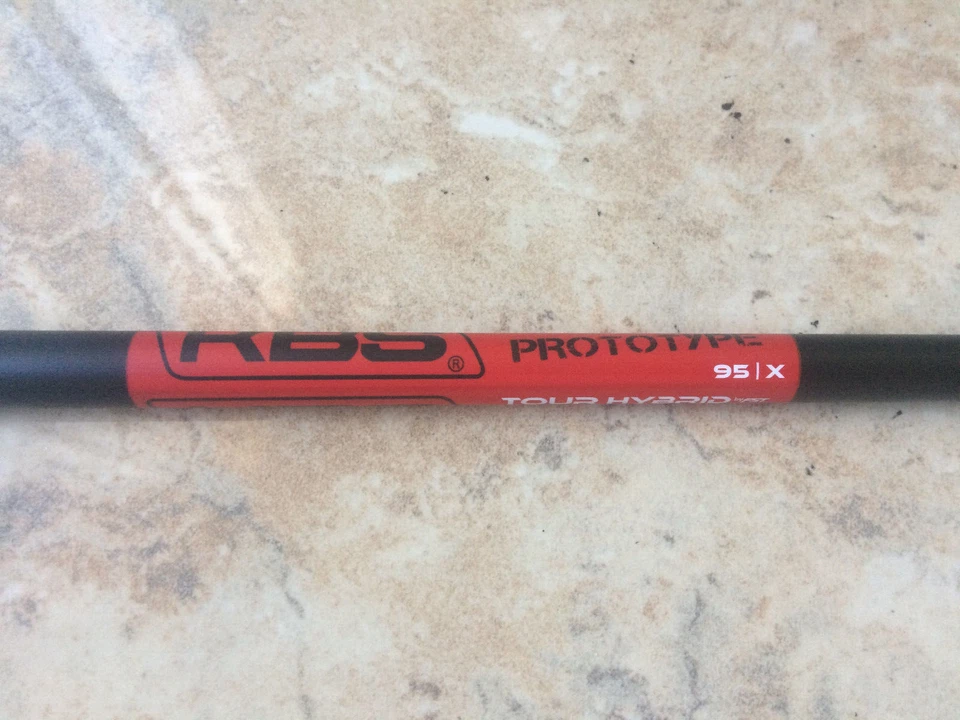 KBS® PROTOTYPE
95|X
TOUR HYBRID